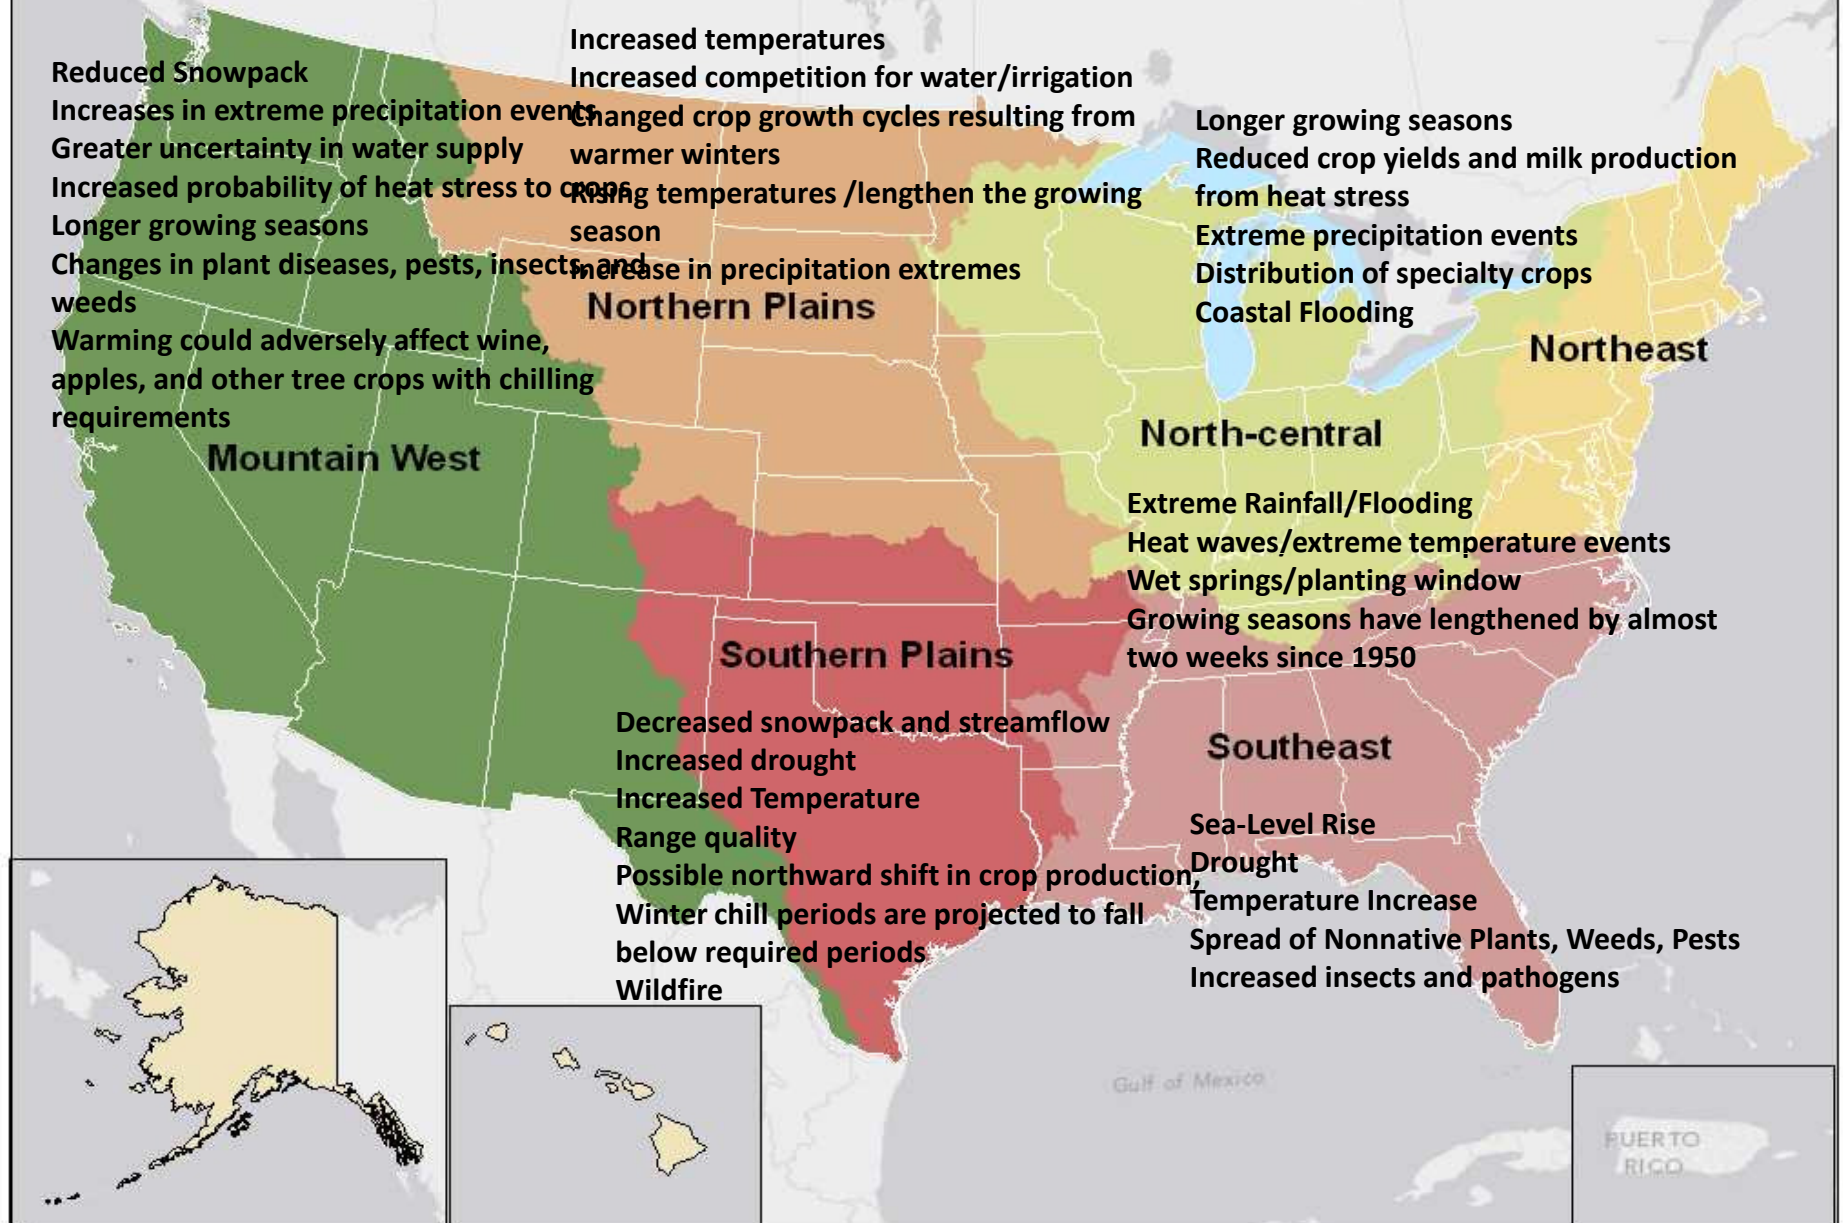 Reduced Snowpack
Increases in extreme precipitation events
Greater uncertainty in water supply
Increased probability of heat stress to crops
Longer growing seasons
Changes in plant diseases, pests, insects, and
weeds
Warming could adversely affect wine,
apples, and other tree crops with chilling
requirements
Mountain West
Increased temperatures
Increased competition for water/irrigation
Changed crop growth cycles resulting from
warmer winters
Rising temperatures /lengthen the growing
season
Increase in precipitation extremes
Northern Plains
Longer growing seasons
Reduced crop yields and milk production
from heat stress
Extreme precipitation events
Distribution of specialty crops
Coastal Flooding
Northeast
North-central
Extreme Rainfall/Flooding
Heat waves/extreme temperature events
Wet springs/planting window
Growing seasons have lengthened by almost
two weeks since 1950
Southern Plains
Decreased snowpack and streamflow
Increased drought
Increased Temperature
Range quality
Possible northward shift in crop production,
Winter chill periods are projected to fall
below required periods
Wildfire
Southeast
Sea-Level Rise
Drought
Temperature Increase
Spread of Nonnative Plants, Weeds, Pests
Increased insects and pathogens
Gulf of Mexico
PUERTO
RICO